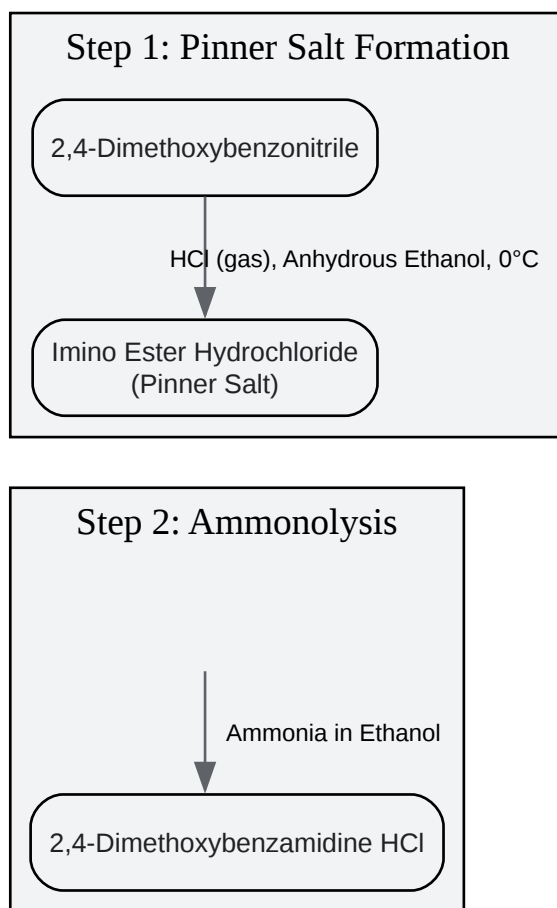 Step 1: Pinner Salt Formation
2,4-Dimethoxybenzonitrile
HCl (gas), Anhydrous Ethanol, 0°C
Imino Ester Hydrochloride
(Pinner Salt)
Step 2: Ammonolysis
Ammonia in Ethanol
2,4-Dimethoxybenzamidine HCl